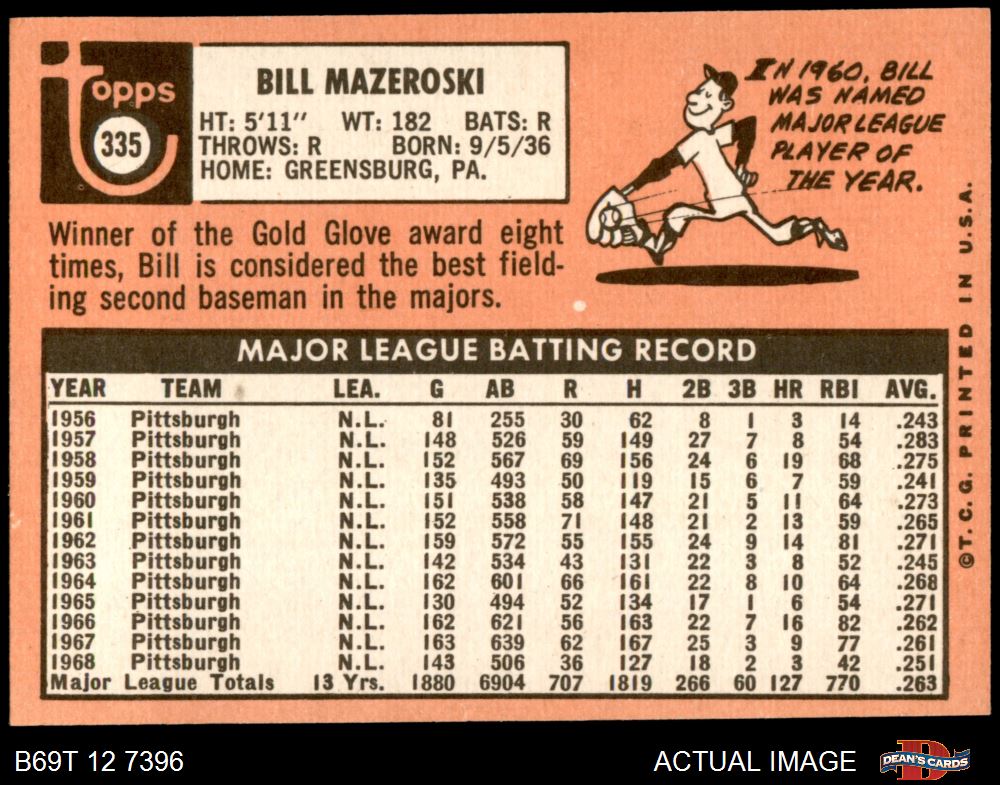 Topps
335
BILL MAZEROSKI
HT: 5'11" WT: 182 BATS: R
THROWS: R BORN: 9/5/36
HOME: GREENSBURG, PA.
IN 1960, BILL
WAS NAMED
MAJOR LEAGUE
PLAYER OF
THE YEAR.
Winner of the Gold Glove award eight
times, Bill is considered the best field-
ing second baseman in the majors.
MAJOR LEAGUE BATTING RECORD
YEAR TEAM LEA. G AB R H 2B 3B HR RBI AVG.
1956 Pittsburgh N.L. 81 255 30 62 8 1 3 14 .243
1957 Pittsburgh N.L. 148 526 59 149 27 7 8 54 .283
1958 Pittsburgh N.L. 152 567 69 156 24 6 19 68 .275
1959 Pittsburgh N.L. 135 493 50 119 15 6 7 59 .241
1960 Pittsburgh N.L. 151 538 58 147 21 5 11 64 .273
1961 Pittsburgh N.L. 152 558 71 148 21 2 13 59 .265
1962 Pittsburgh N.L. 159 572 55 155 24 9 14 81 .271
1963 Pittsburgh N.L. 142 534 43 131 22 3 8 52 .245
1964 Pittsburgh N.L. 162 601 66 161 22 8 10 64 .268
1965 Pittsburgh N.L. 130 494 52 134 17 1 6 54 .271
1966 Pittsburgh N.L. 162 621 56 163 22 7 16 82 .262
1967 Pittsburgh N.L. 163 639 62 167 25 3 9 77 .261
1968 Pittsburgh N.L. 143 506 36 127 18 2 3 42 .251
Major League Totals 13 Yrs. 1880 6904 707 1819 266 60 127 770 .263
©T.C.G. PRINTED IN U.S.A.
B69T 12 7396
ACTUAL IMAGE
D
DEAN'S CARDS